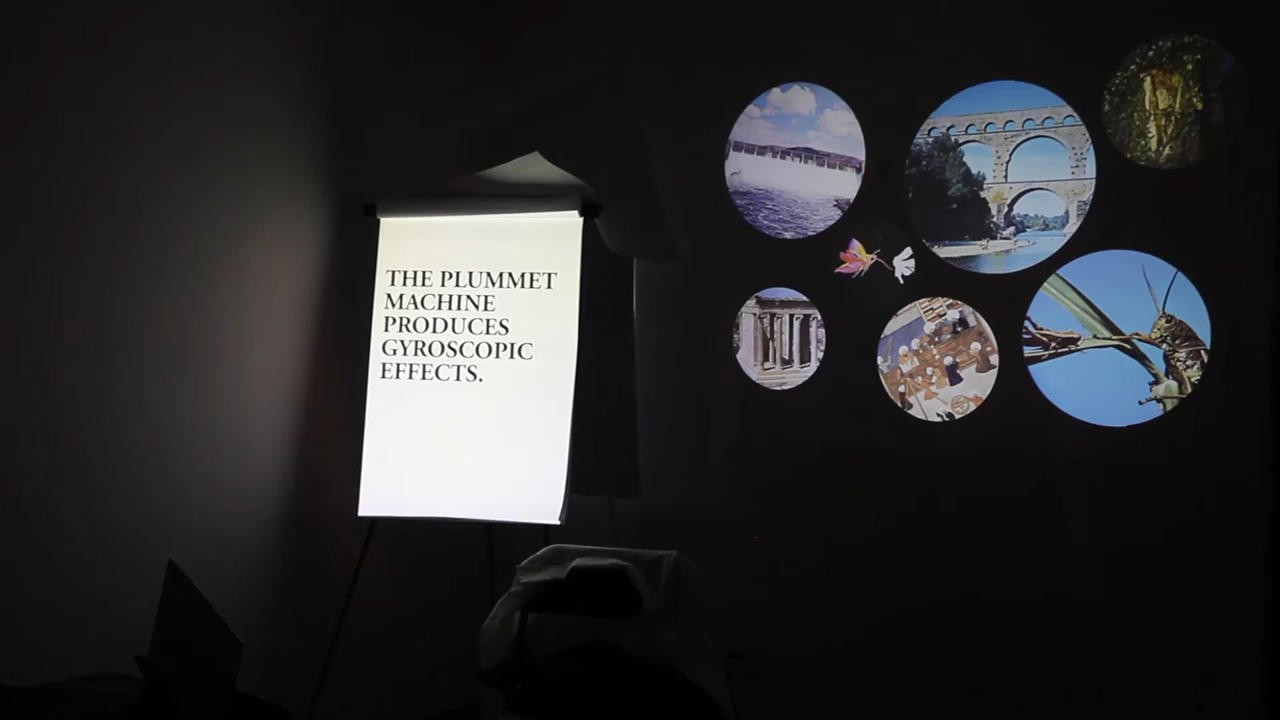 THE PLUMMET
MACHINE
PRODUCES
GYROSCOPIC
EFFECTS.